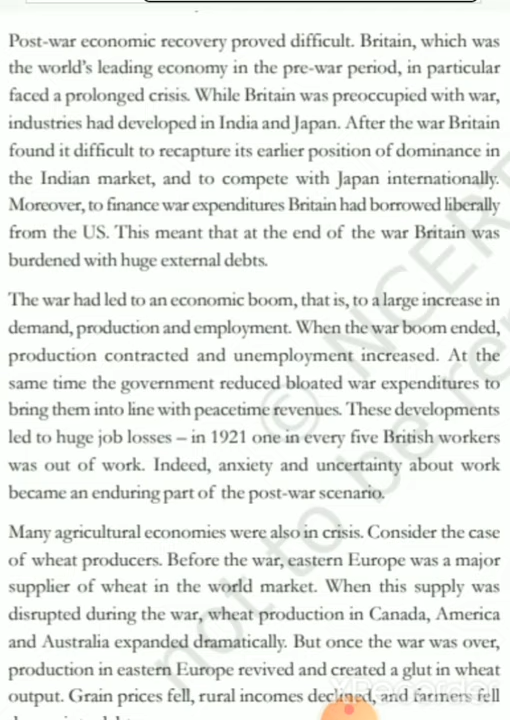 Post-war economic recovery proved difficult. Britain, which was
the world's leading economy in the pre-war period, in particular
faced a prolonged crisis. While Britain was preoccupied with war,
industries had developed in India and Japan. After the war Britain
found it difficult to recapture its earlier position of dominance in
the Indian market, and to compete with Japan internationally.
Moreover, to finance war expenditures Britain had borrowed liberally
from the US. This meant that at the end of the war Britain was
burdened with huge external debts.
The war had led to an economic boom, that is, to a large increase in
demand, production and employment. When the war boom ended,
production contracted and unemployment increased. At the
same time the government reduced bloated war expenditures to
bring them into line with peacetime revenues. These developments
led to huge job losses – in 1921 one in every five British workers
was out of work. Indeed, anxiety and uncertainty about work
became an enduring part of the post-war scenario.
Many agricultural economies were also in crisis. Consider the case
of wheat producers. Before the war, eastern Europe was a major
supplier of wheat in the world market. When this supply was
disrupted during the war, wheat production in Canada, America
and Australia expanded dramatically. But once the war was over,
production in eastern Europe revived and created a glut in wheat
output. Grain prices fell, rural incomes declined, and farmers fell
© NCERT
not to be re